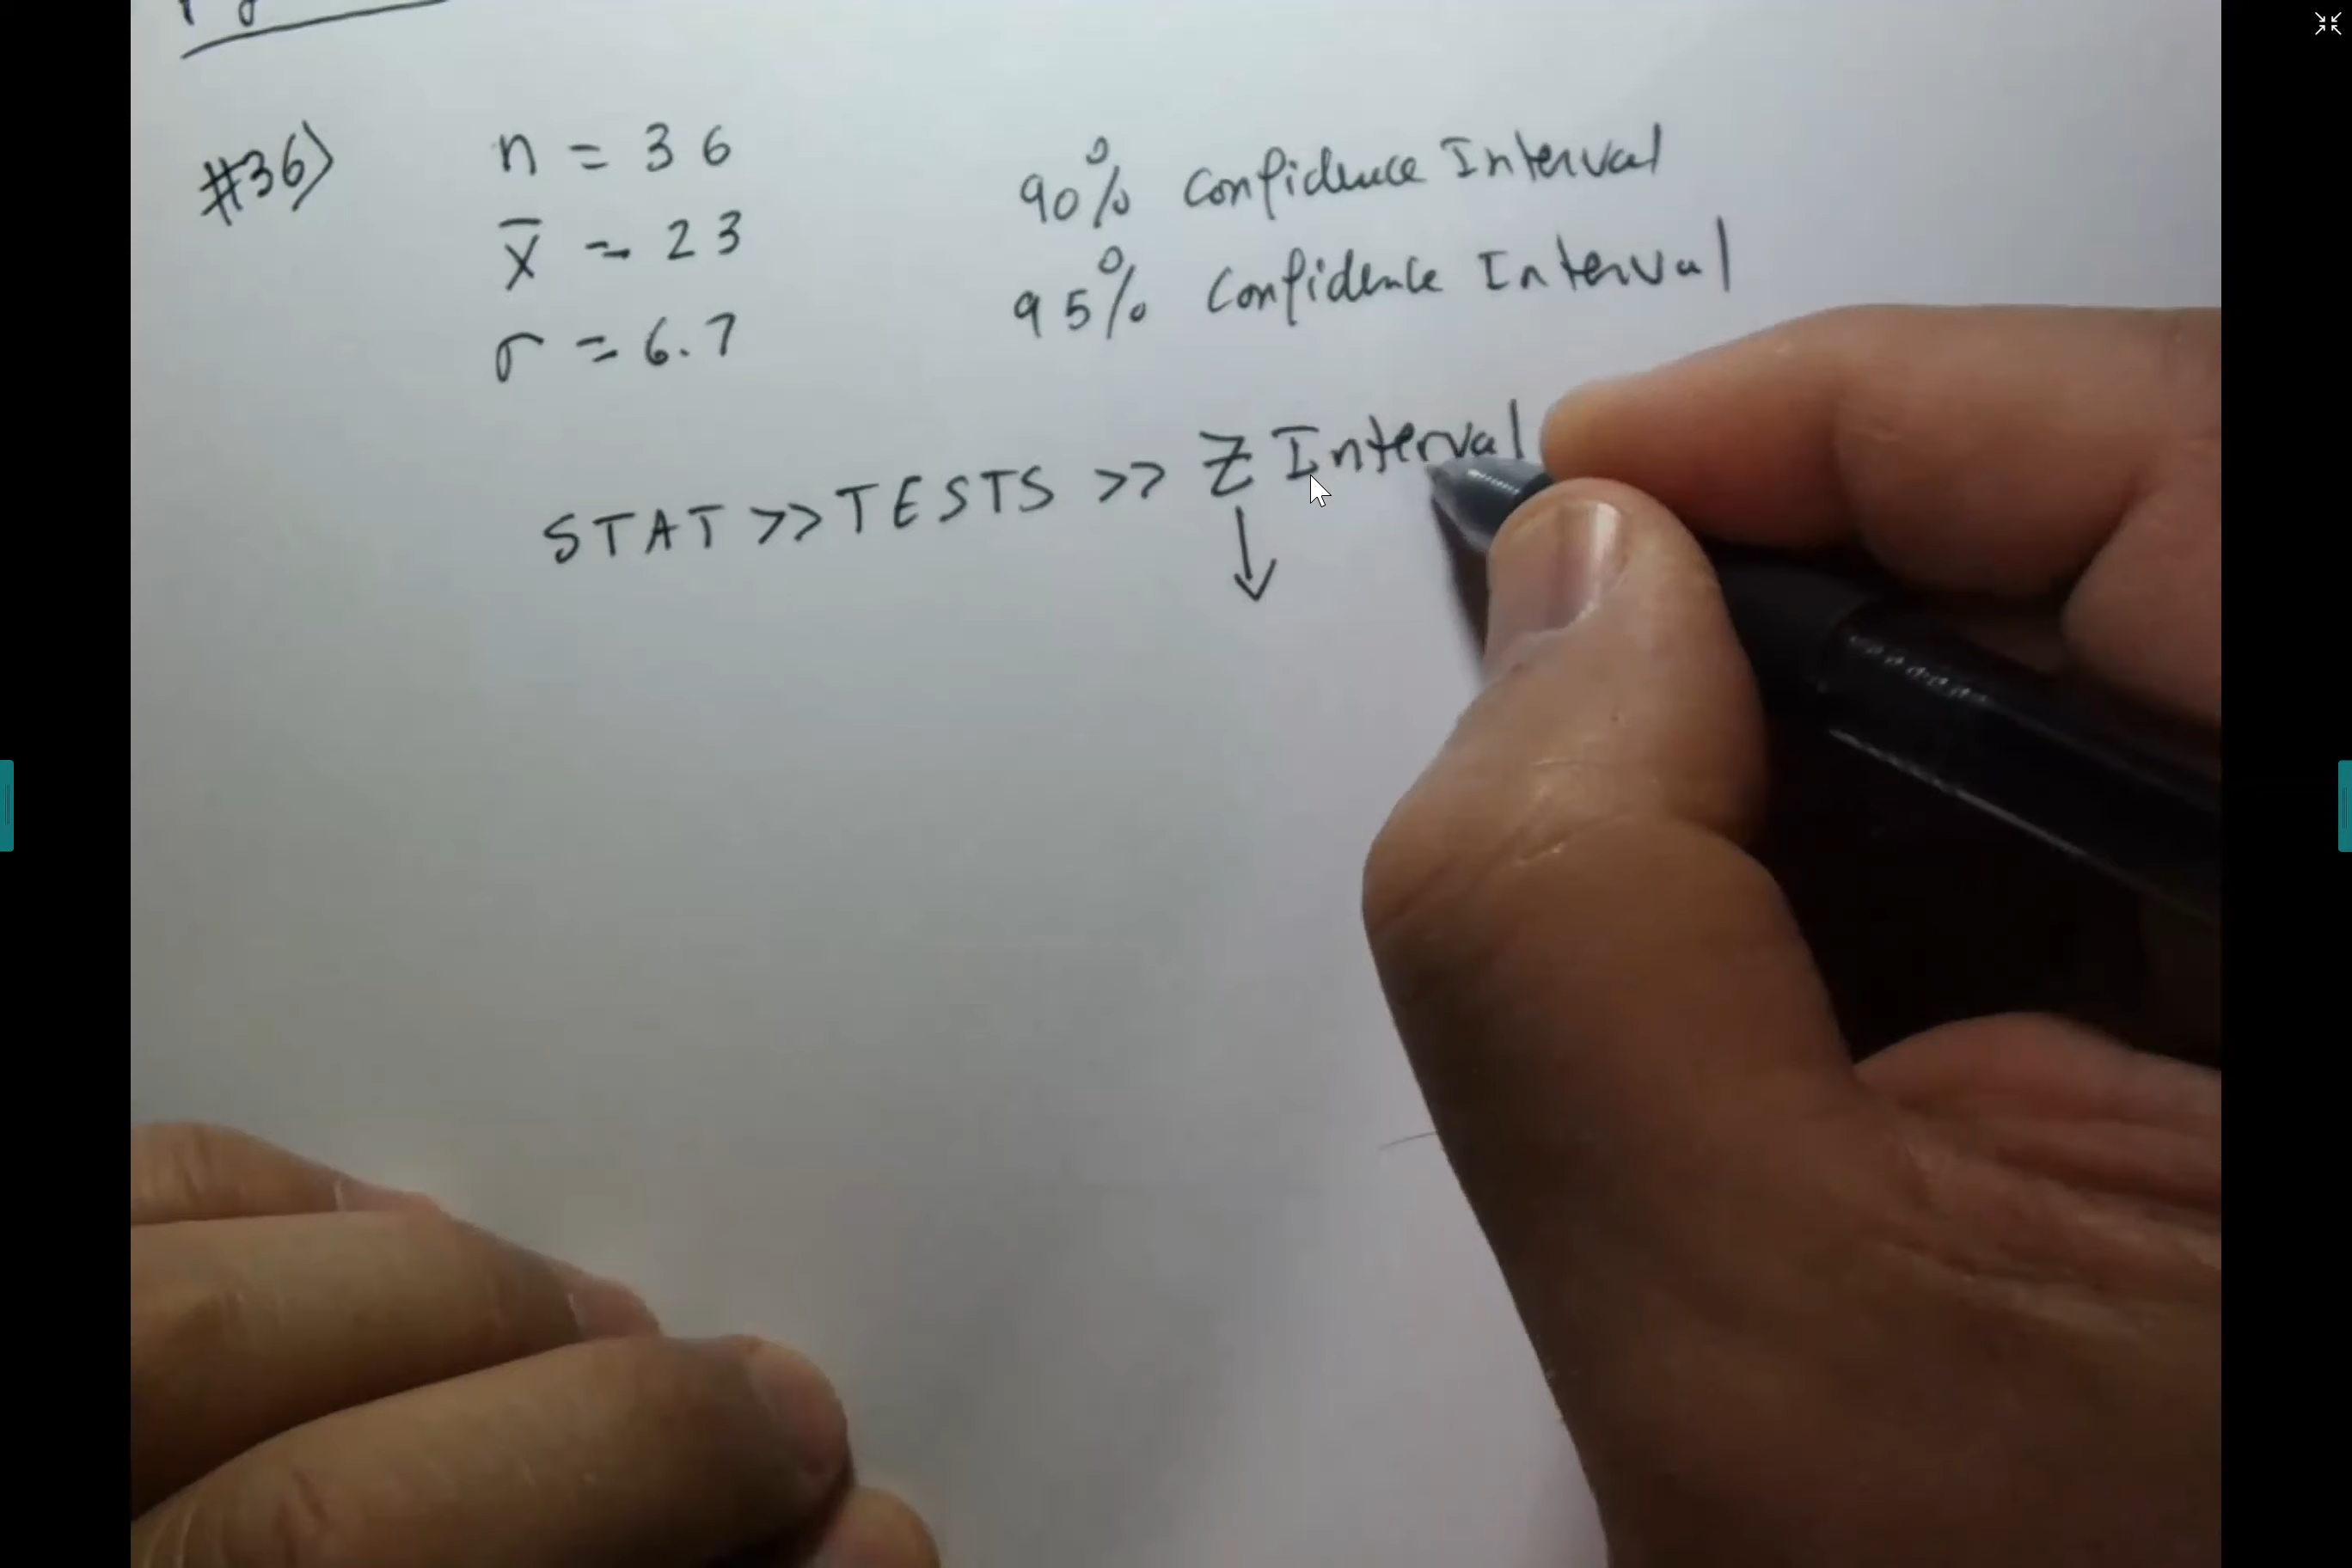 #36)
n = 36
x̄ = 23
σ = 6.7
90% Confidence Interval
95% Confidence Interval
STAT >> TESTS >> Z Interval
↓